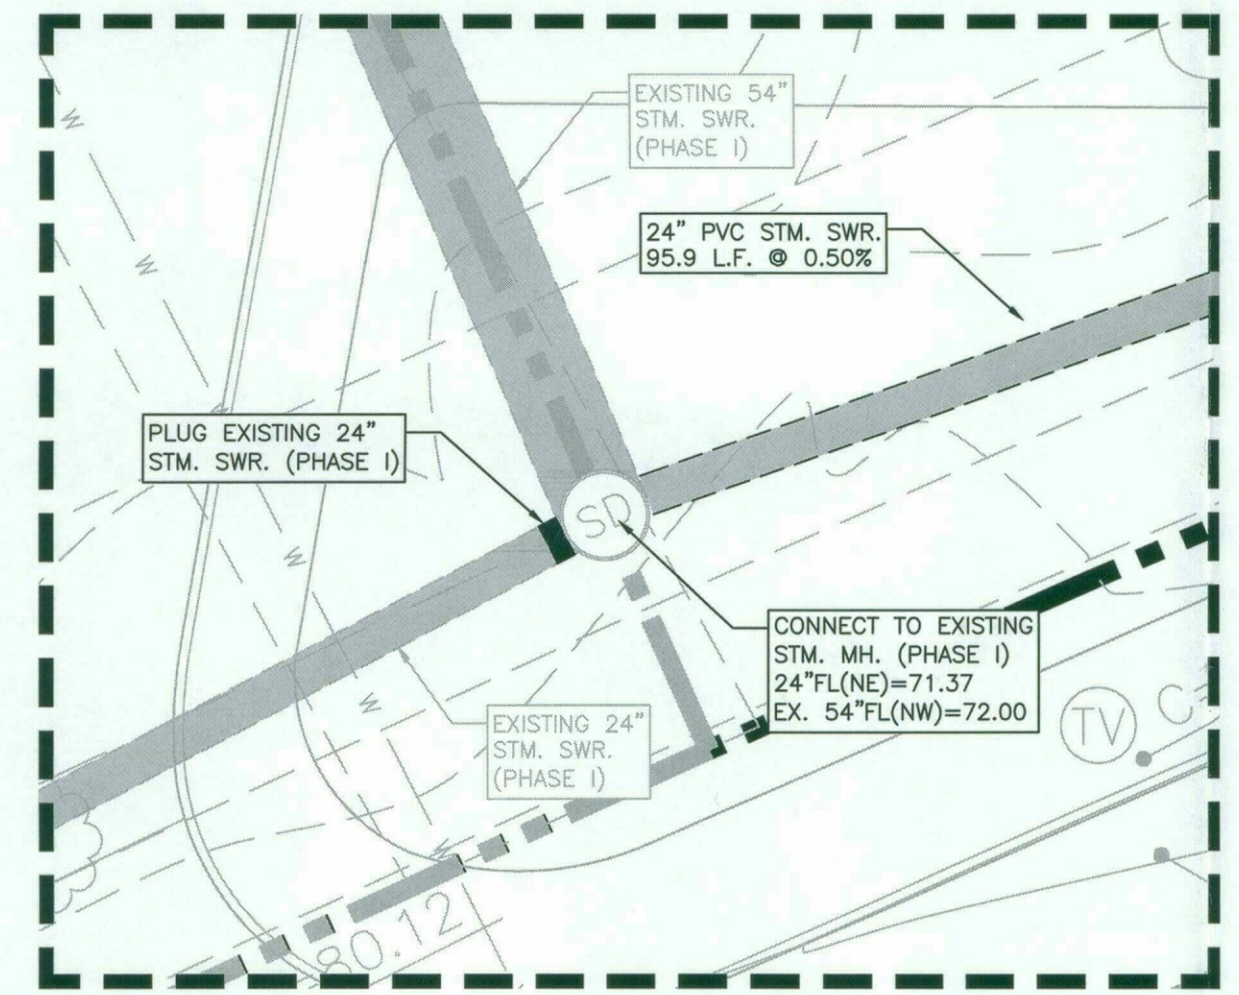 EXISTING 54"
STM. SWR.
(PHASE I)
24" PVC STM. SWR.
95.9 L.F. @ 0.50%
PLUG EXISTING 24"
STM. SWR. (PHASE I)
SD
CONNECT TO EXISTING
STM. MH. (PHASE I)
24"FL(NE)=71.37
EX. 54"FL(NW)=72.00
EXISTING 24"
STM. SWR.
(PHASE I)
TV
C
80.12
W
W
W
W
W